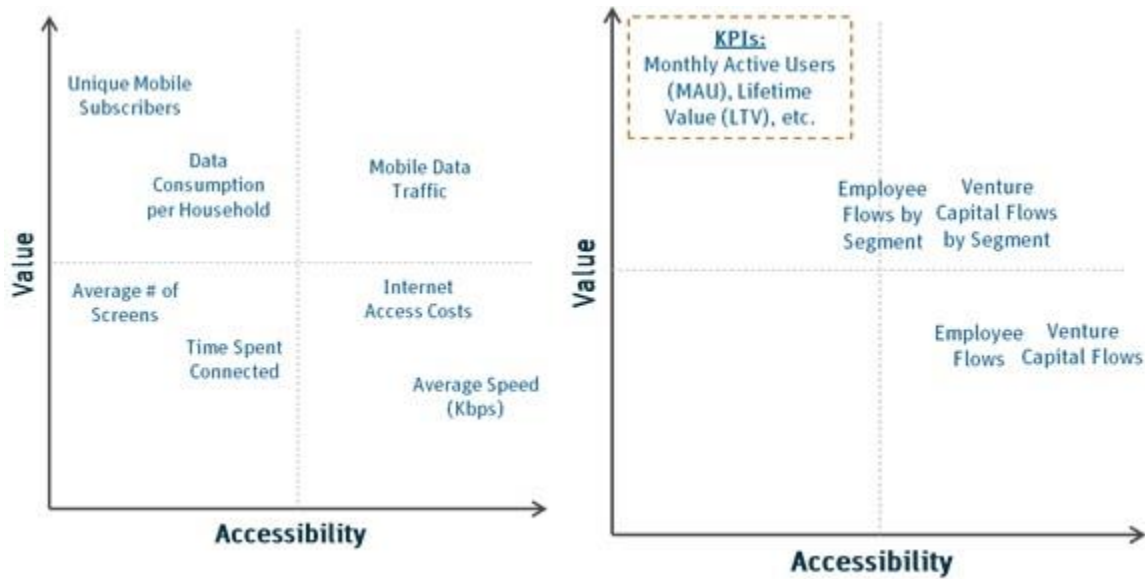 Value
Unique Mobile
Subscribers
Data
Consumption
per Household
Mobile Data
Traffic
Average # of
Screens
Time Spent
Connected
Internet
Access Costs
Average Speed
(Kbps)
Accessibility
Value
KPIs:
Monthly Active Users
(MAU), Lifetime
Value (LTV), etc.
Employee
Flows by
Segment
Venture
Capital Flows
by Segment
Employee
Flows
Venture
Capital Flows
Accessibility